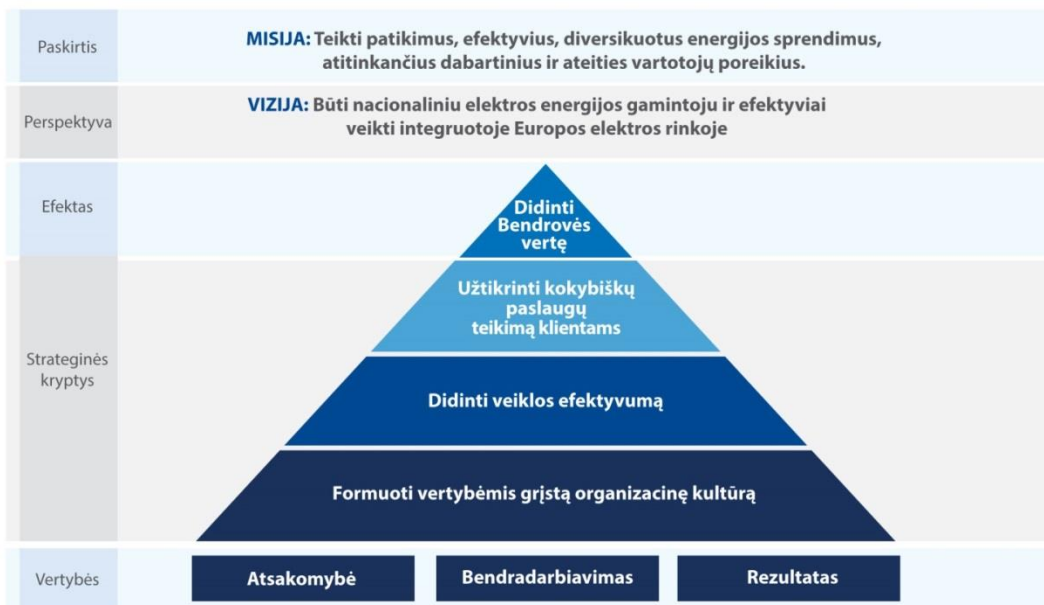 Paskirtis
MISIJA: Teikti patikimus, efektyvius, diversikuotus energijos sprendimus,
atitinkančius dabartinius ir ateities vartotojų poreikius.
Perspektyva
VIZIJA: Būti nacionaliniu elektros energijos gamintoju ir efektyviai
veikti integruotoje Europos elektros rinkoje
Efektas
Didinti
Bendrovės
vertę
Strateginės
kryptys
Užtikrinti kokybiškų
paslaugų
teikimą klientams
Didinti veiklos efektyvumą
Formuoti vertybėmis grįstą organizacinę kultūrą
Vertybės
Atsakomybė
Bendradarbiavimas
Rezultatas